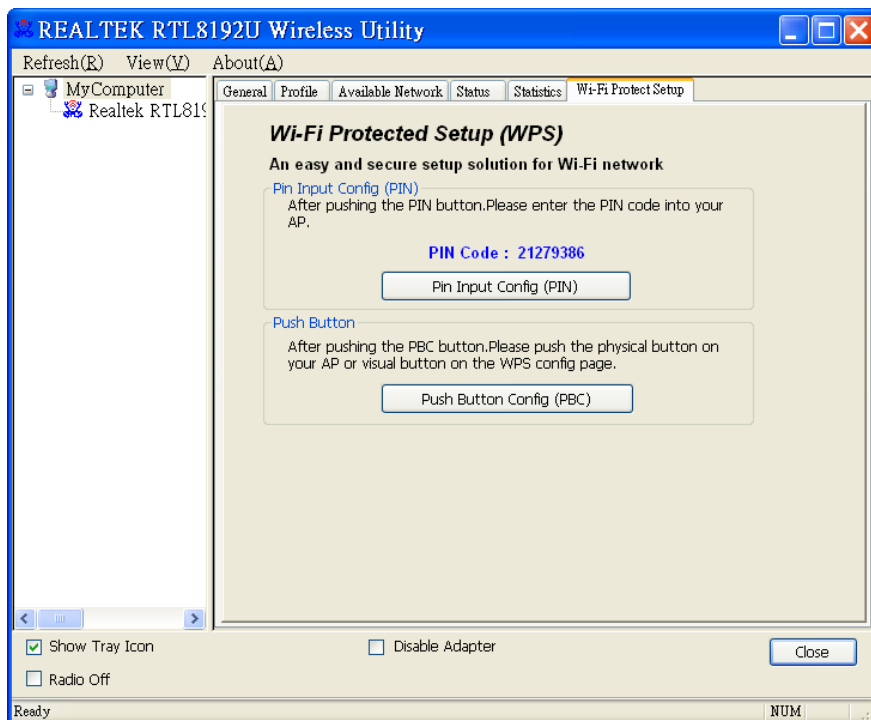 REALTEK RTL8192U Wireless Utility
Refresh(R) View(V) About(A)
MyComputer
Realtek RTL819
General Profile Available Network Status Statistics Wi-Fi Protect Setup
Wi-Fi Protected Setup (WPS)
An easy and secure setup solution for Wi-Fi network
Pin Input Config (PIN)
After pushing the PIN button.Please enter the PIN code into your
AP.
PIN Code : 21279386
Pin Input Config (PIN)
Push Button
After pushing the PBC button.Please push the physical button on
your AP or visual button on the WPS config page.
Push Button Config (PBC)
Show Tray Icon
Disable Adapter
Close
Radio Off
Ready
NUM